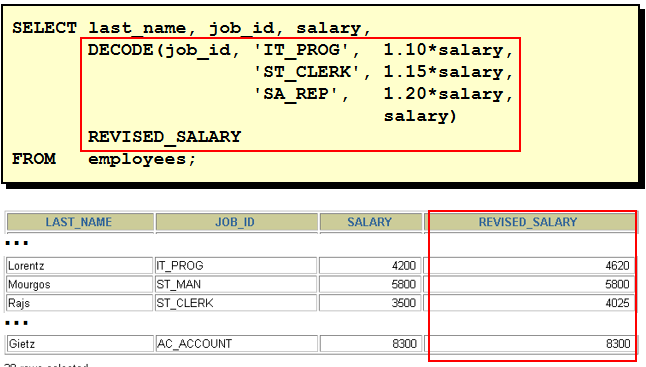 SELECT last_name, job_id, salary,
DECODE(job_id, 'IT_PROG', 1.10*salary,
'ST_CLERK', 1.15*salary,
'SA_REP', 1.20*salary,
salary)
REVISED_SALARY
FROM employees;
LAST_NAME JOB_ID SALARY REVISED_SALARY
...
Lorentz IT_PROG 4200 4620
Mourgos ST_MAN 5800 5800
Rajs ST_CLERK 3500 4025
...
Gietz AC_ACCOUNT 8300 8300